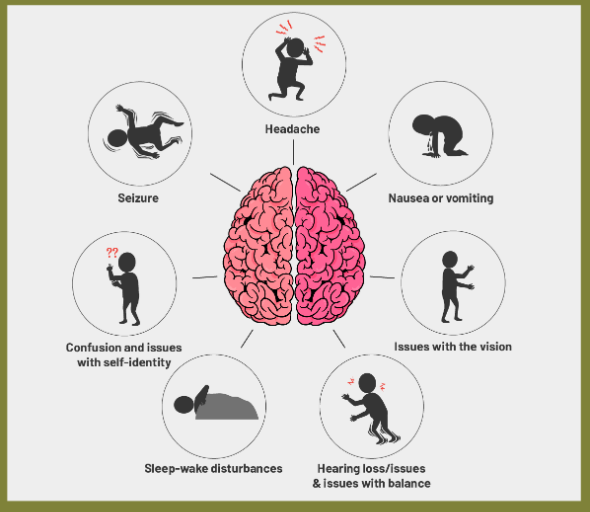 Headache
Seizure
Nausea or vomiting
??
Confusion and issues
with self-identity
Issues with the vision
Sleep-wake disturbances
Hearing loss/issues
& issues with balance